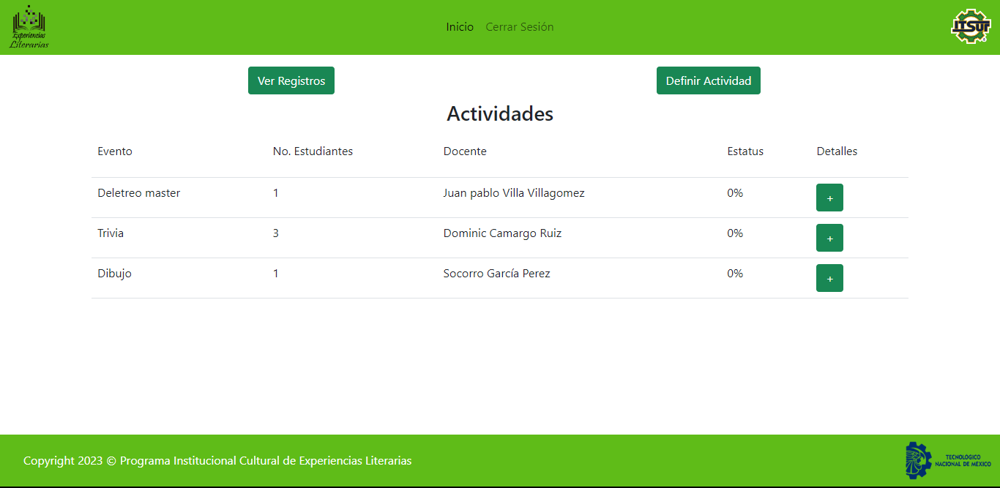 Experiencias
Literarias
Inicio Cerrar Sesión
ITSur
Ver Registros Definir Actividad
Actividades
Evento No. Estudiantes Docente Estatus Detalles
Deletreo master 1 Juan pablo Villa Villagomez 0% +
Trivia 3 Dominic Camargo Ruiz 0% +
Dibujo 1 Socorro García Perez 0% +
Copyright 2023 © Programa Institucional Cultural de Experiencias Literarias
TECNOLÓGICO
NACIONAL DE MÉXICO